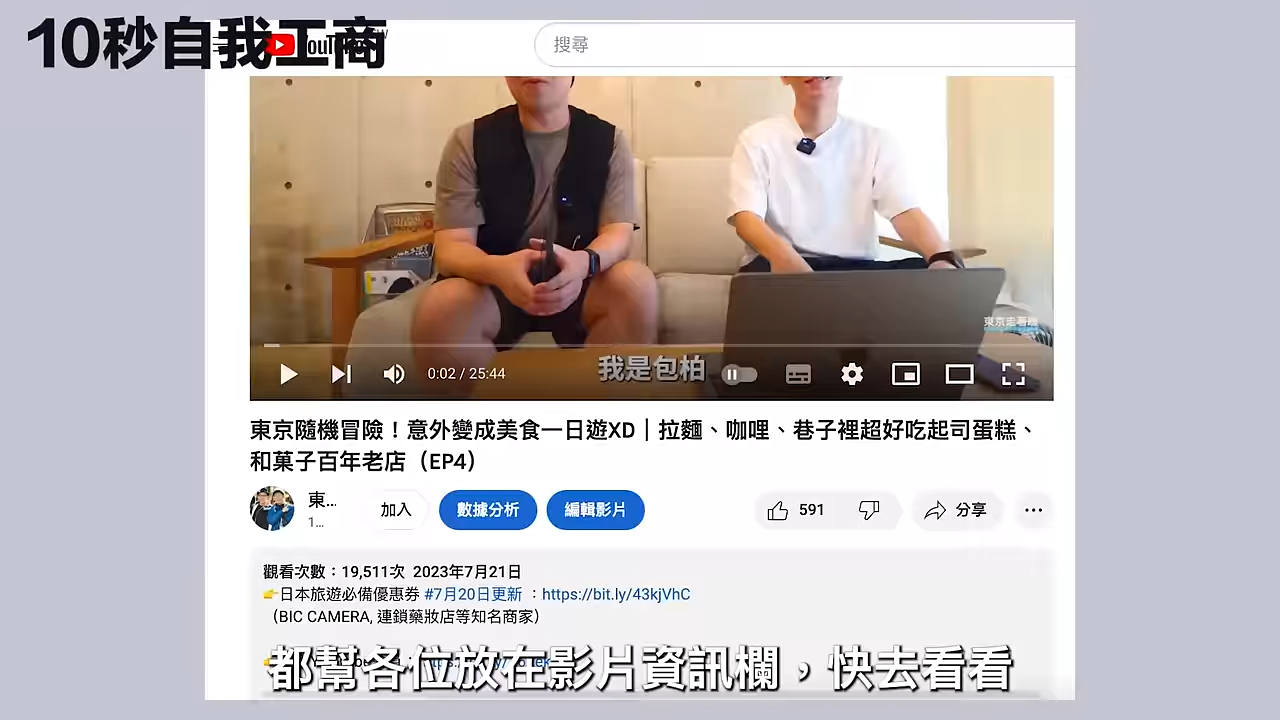 10秒自我工商
搜尋
東京走着瞧
我是包柏
0:02 / 25:44
東京隨機冒險！意外變成美食一日遊XD｜拉麵、咖哩、巷子裡超好吃起司蛋糕、
和菓子百年老店（EP4）
東...
1...
加入
數據分析
編輯影片
591
分享
觀看次數：19,511次 2023年7月21日
👉日本旅遊必備優惠券 #7月20日更新 ：https://bit.ly/43kjVhC
（BIC CAMERA, 連鎖藥妝店等知名商家）
都幫各位放在影片資訊欄，快去看看